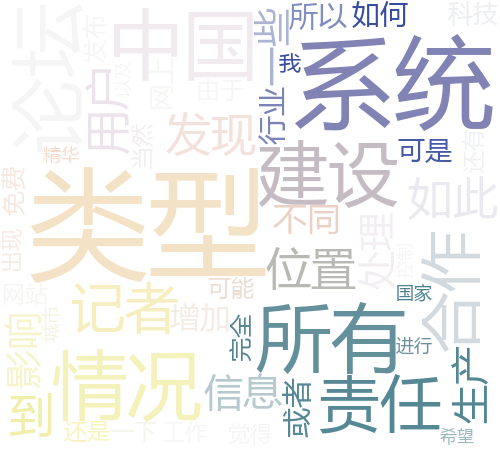 论坛
发布
中国
一些
所以
如何
科技
我
系统
用户
以及
网上
由于
行业
发现
当然
精华
建设
可是
还有
免费
类型
不同
如此
处理
出现
位置
控制
合作
网站
城市
记者
可能
增加
国家
影响
完全
所有
进行
情况
信息
或者
责任
生产
到
还是
一下
工作
觉得
希望